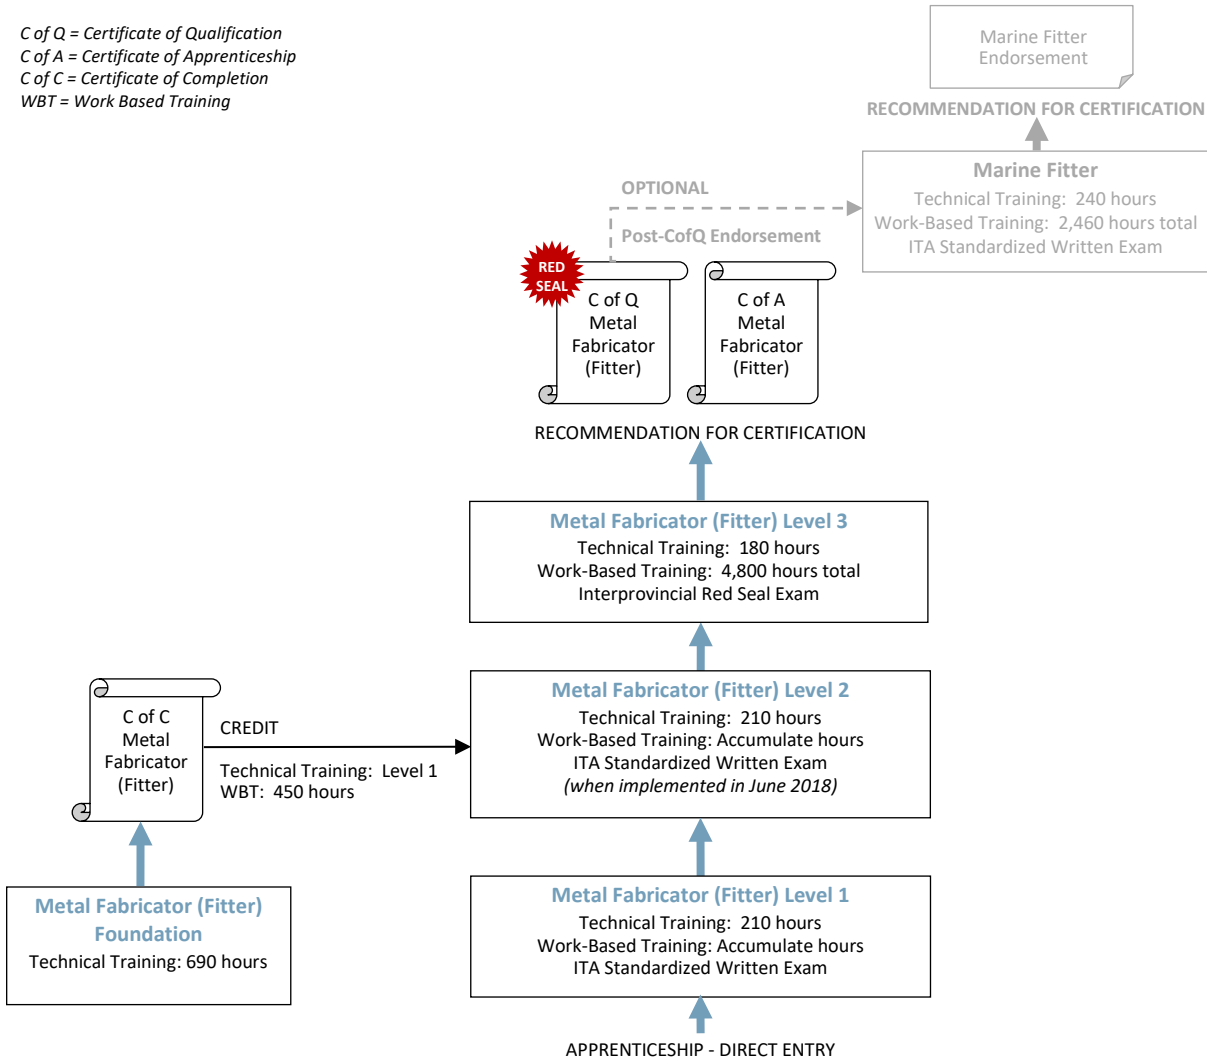 C of Q = Certificate of Qualification
C of A = Certificate of Apprenticeship
C of C = Certificate of Completion
WBT = Work Based Training
Marine Fitter
Endorsement
RECOMMENDATION FOR CERTIFICATION
Marine Fitter
Technical Training: 240 hours
Work-Based Training: 2,460 hours total
ITA Standardized Written Exam
OPTIONAL
Post-CofQ Endorsement
RED
SEAL
C of Q
Metal
Fabricator
(Fitter)
C of A
Metal
Fabricator
(Fitter)
RECOMMENDATION FOR CERTIFICATION
Metal Fabricator (Fitter) Level 3
Technical Training: 180 hours
Work-Based Training: 4,800 hours total
Interprovincial Red Seal Exam
Metal Fabricator (Fitter) Level 2
Technical Training: 210 hours
Work-Based Training: Accumulate hours
ITA Standardized Written Exam
(when implemented in June 2018)
C of C
Metal
Fabricator
(Fitter)
CREDIT
Technical Training: Level 1
WBT: 450 hours
Metal Fabricator (Fitter)
Foundation
Technical Training: 690 hours
Metal Fabricator (Fitter) Level 1
Technical Training: 210 hours
Work-Based Training: Accumulate hours
ITA Standardized Written Exam
APPRENTICESHIP - DIRECT ENTRY